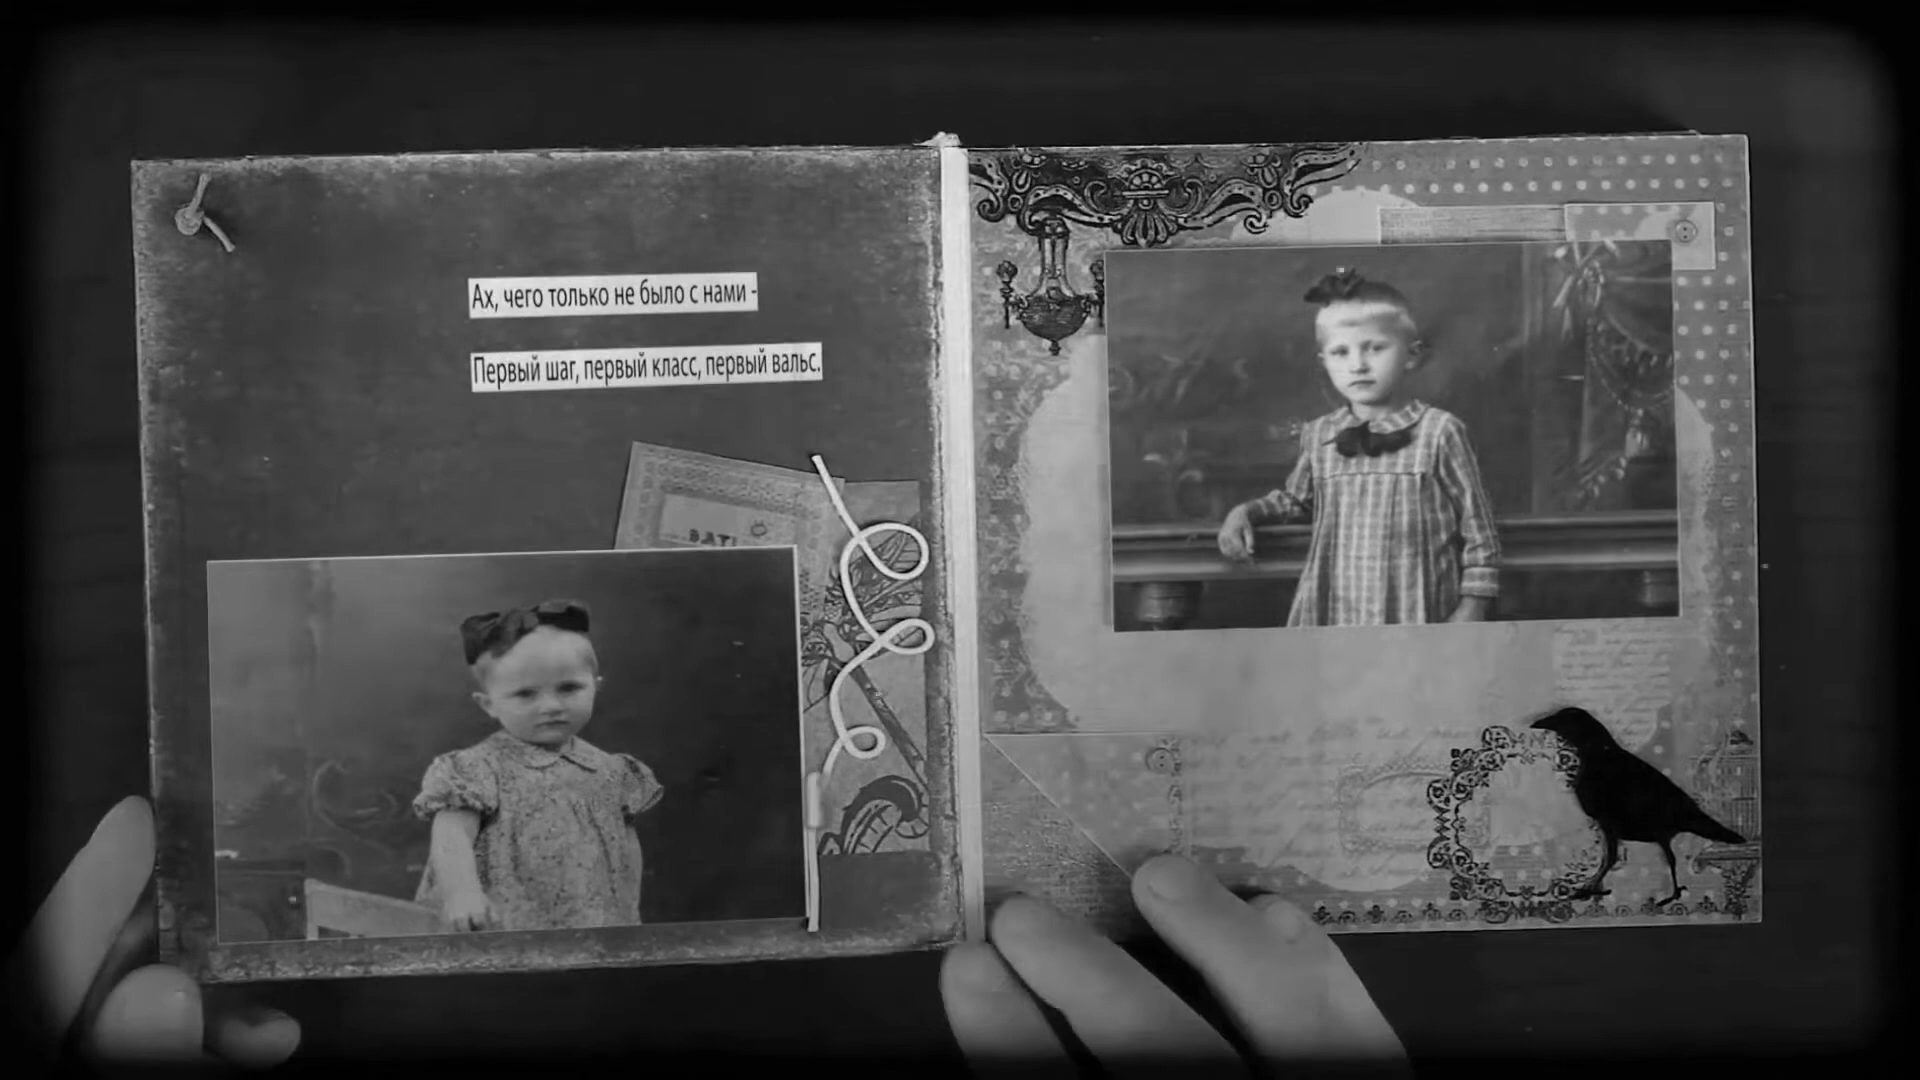 Ах, чего только не было с нами -
Первый шаг, первый класс, первый вальс.